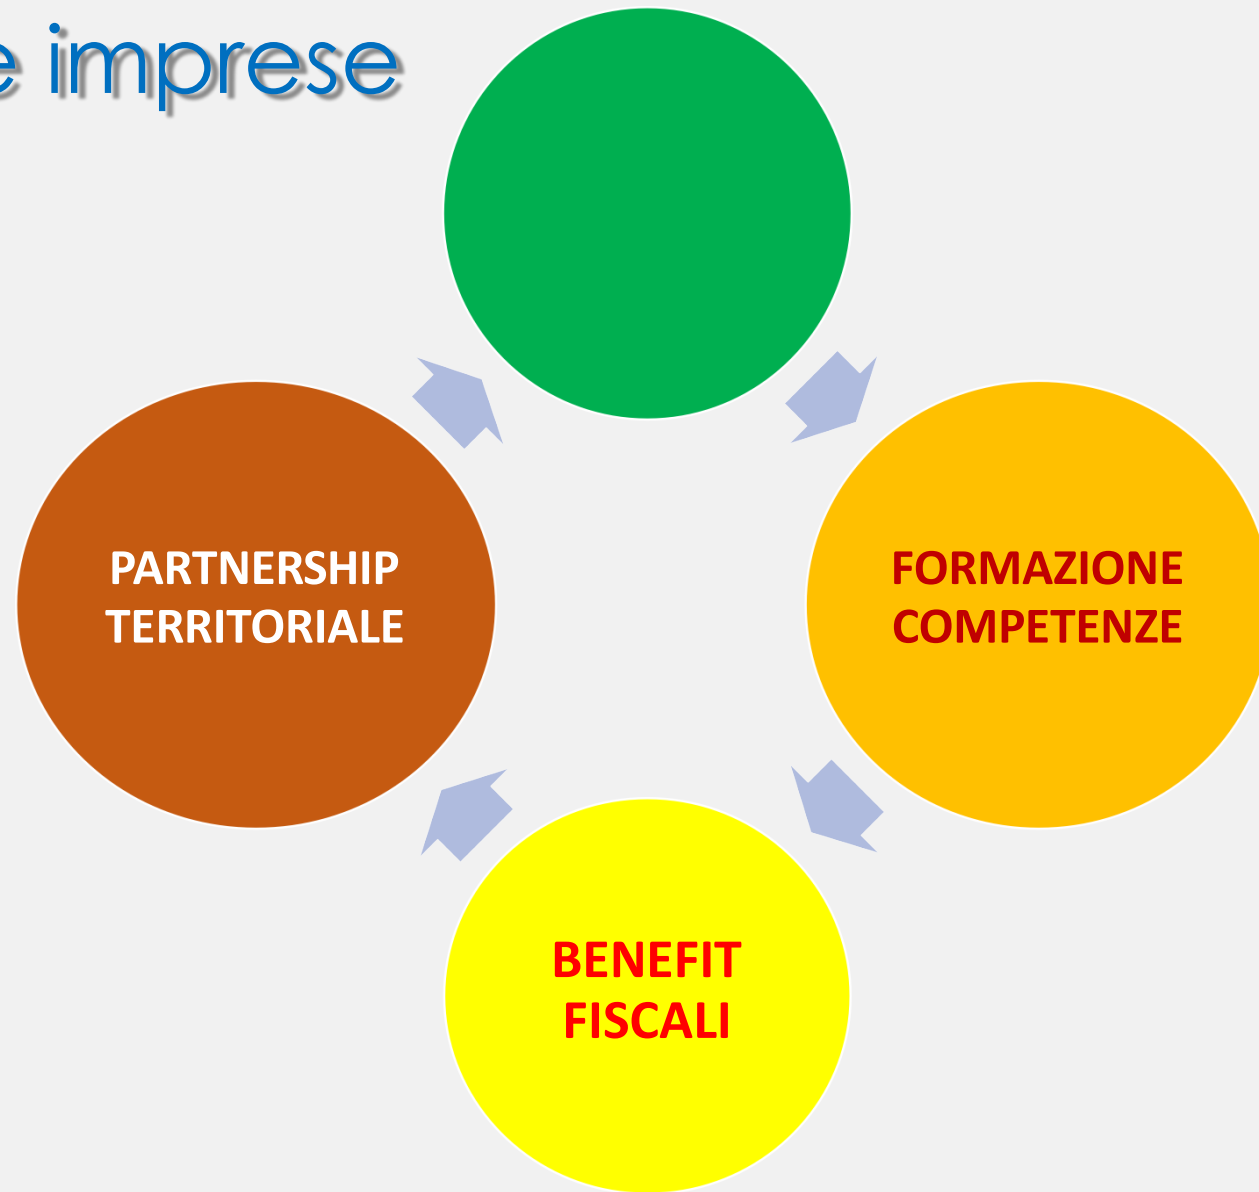 e imprese
PARTNERSHIP
TERRITORIALE
FORMAZIONE
COMPETENZE
BENEFIT
FISCALI